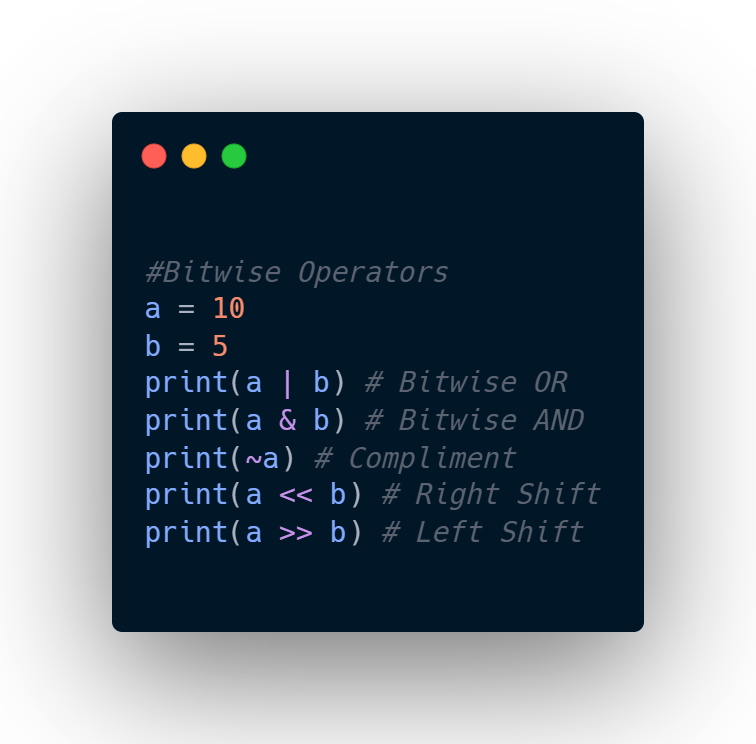 #Bitwise Operators
a = 10
b = 5
print(a | b) # Bitwise OR
print(a & b) # Bitwise AND
print(~a) # Compliment
print(a << b) # Right Shift
print(a >> b) # Left Shift